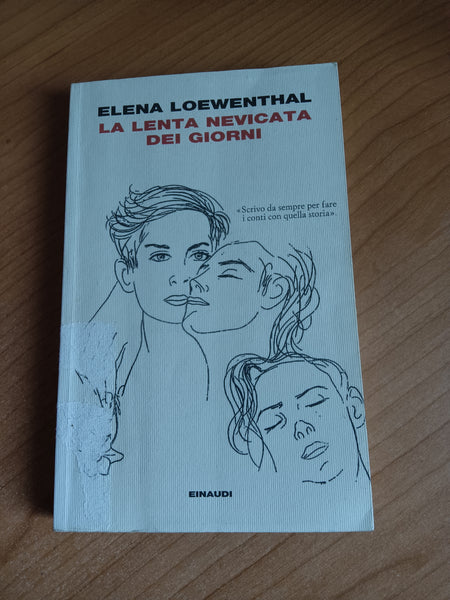 ELENA LOEWENTHAL
LA LENTA NEVICATA
DEI GIORNI
«Scrivo da sempre per fare
i conti con quella storia».
EINAUDI